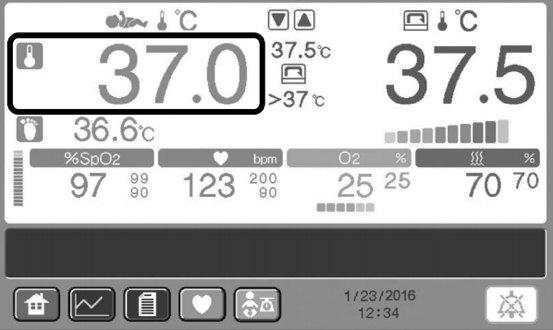 °C
°C
37.0
37.5°C
>37°C
37.5
36.6°C
%SpO2
bpm
O2 %
%
97 99
90
123 200
90
25 25
70 70
1/23/2016
12:34